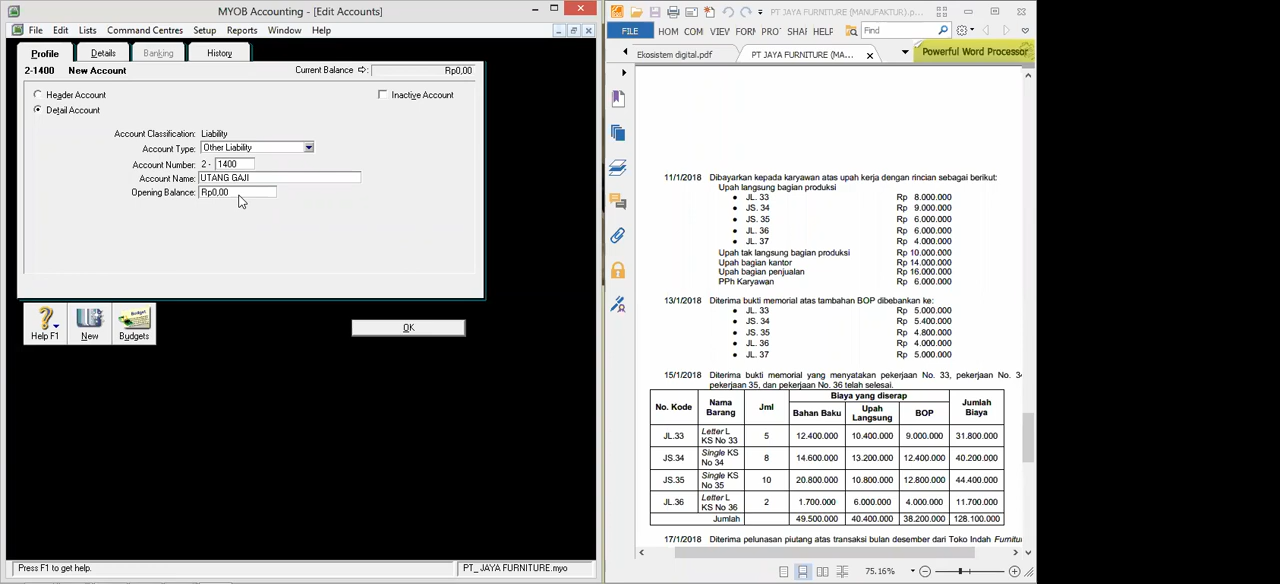 MYOB Accounting - [Edit Accounts]
File Edit Lists Command Centres Setup Reports Window Help
Profile Details Banking History
2-1400 New Account Current Balance Rp0,00
Header Account Inactive Account
Detail Account
Account Classification: Liability
Account Type: Other Liability
Account Number: 2 - 1400
Account Name: UTANG GAJI
Opening Balance: Rp0,00
Help F1 New Budgets OK
Press F1 to get help. PT_ JAYA FURNITURE.myo
PT JAYA FURNITURE (MANUFAKTUR).p...
FILE HOM COM VIEV FORM PROT SHAR HELP Find
Ekosistem digital.pdf PT JAYA FURNITURE (MA... Powerful Word Processor
11/1/2018 Dibayarkan kepada karyawan atas upah kerja dengan rincian sebagai berikut:
Upah langsung bagian produksi
• JL. 33 Rp 8.000.000
• JS. 34 Rp 9.000.000
• JS. 35 Rp 6.000.000
• JL. 36 Rp 6.000.000
• JL. 37 Rp 4.000.000
Upah tak langsung bagian produksi Rp 10.000.000
Upah bagian kantor Rp 14.000.000
Upah bagian penjualan Rp 16.000.000
PPh Karyawan Rp 6.000.000
13/1/2018 Diterima bukti memorial atas tambahan BOP dibebankan ke:
• JL. 33 Rp 5.000.000
• JS. 34 Rp 5.400.000
• JS. 35 Rp 4.800.000
• JL. 36 Rp 4.000.000
• JL. 37 Rp 5.000.000
15/1/2018 Diterima bukti memorial yang menyatakan pekerjaan No. 33, pekerjaan No. 34
pekerjaan 35, dan pekerjaan No. 36 telah selesai.
No. Kode Nama Barang Jml Biaya yang diserap Jumlah Biaya
Bahan Baku Upah Langsung BOP
JL.33 Letter L KS No 33 5 12.400.000 10.400.000 9.000.000 31.800.000
JS.34 Single KS No 34 8 14.600.000 13.200.000 12.400.000 40.200.000
JS.35 Single KS No 35 10 20.800.000 10.800.000 12.800.000 44.400.000
JL.36 Letter L KS No 36 2 1.700.000 6.000.000 4.000.000 11.700.000
Jumlah 49.500.000 40.400.000 38.200.000 128.100.000
17/1/2018 Diterima pelunasan piutang atas transaksi bulan desember dari Toko Indah Furnitu
75.16%